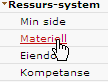 Ressurs-system
Min side
Materiell
Eiendo
Kompetanse